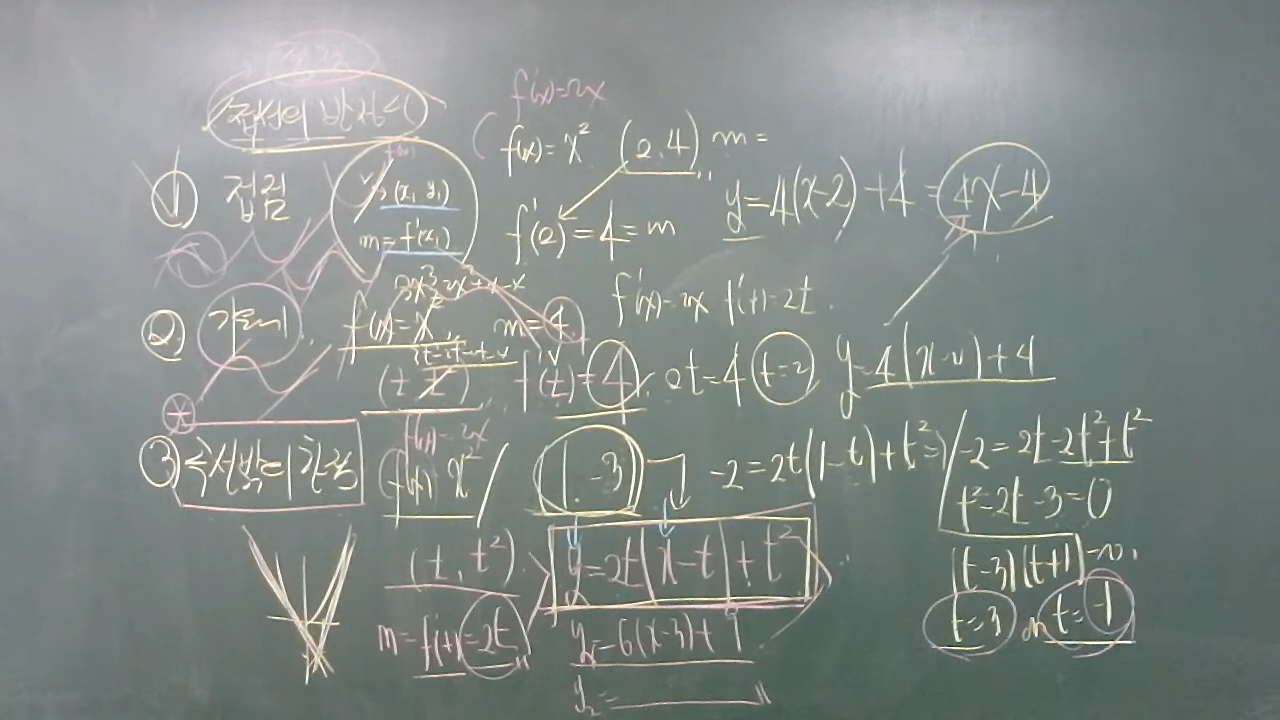 접선의 방정식
f'(x)=2x
f(x)=x² (2,4) m=
① 접점
(x₁ y₁)
m=f'(x₁)
f'(2)=4=m
y=4(x-2)+4=4x-4
f'(x)=2x f'(t)=2t
② 기울기 f(x)=x² m=4
f'(t)=4 2t=4 t=2 y=4(x-2)+4
③ 곡선밖의 한점 f(x) x² 1, -3
f'(x)=2x
-2=2t(1-t)+t²
-2=2t-2t²+t²
t²-2t-3=0
(t-3)(t+1)=0
t=3 or t=-1
(t, t²) y=2t(x-t)+t²
m=f'(t)=2t
y₁=6(x-3)+9
y₂=